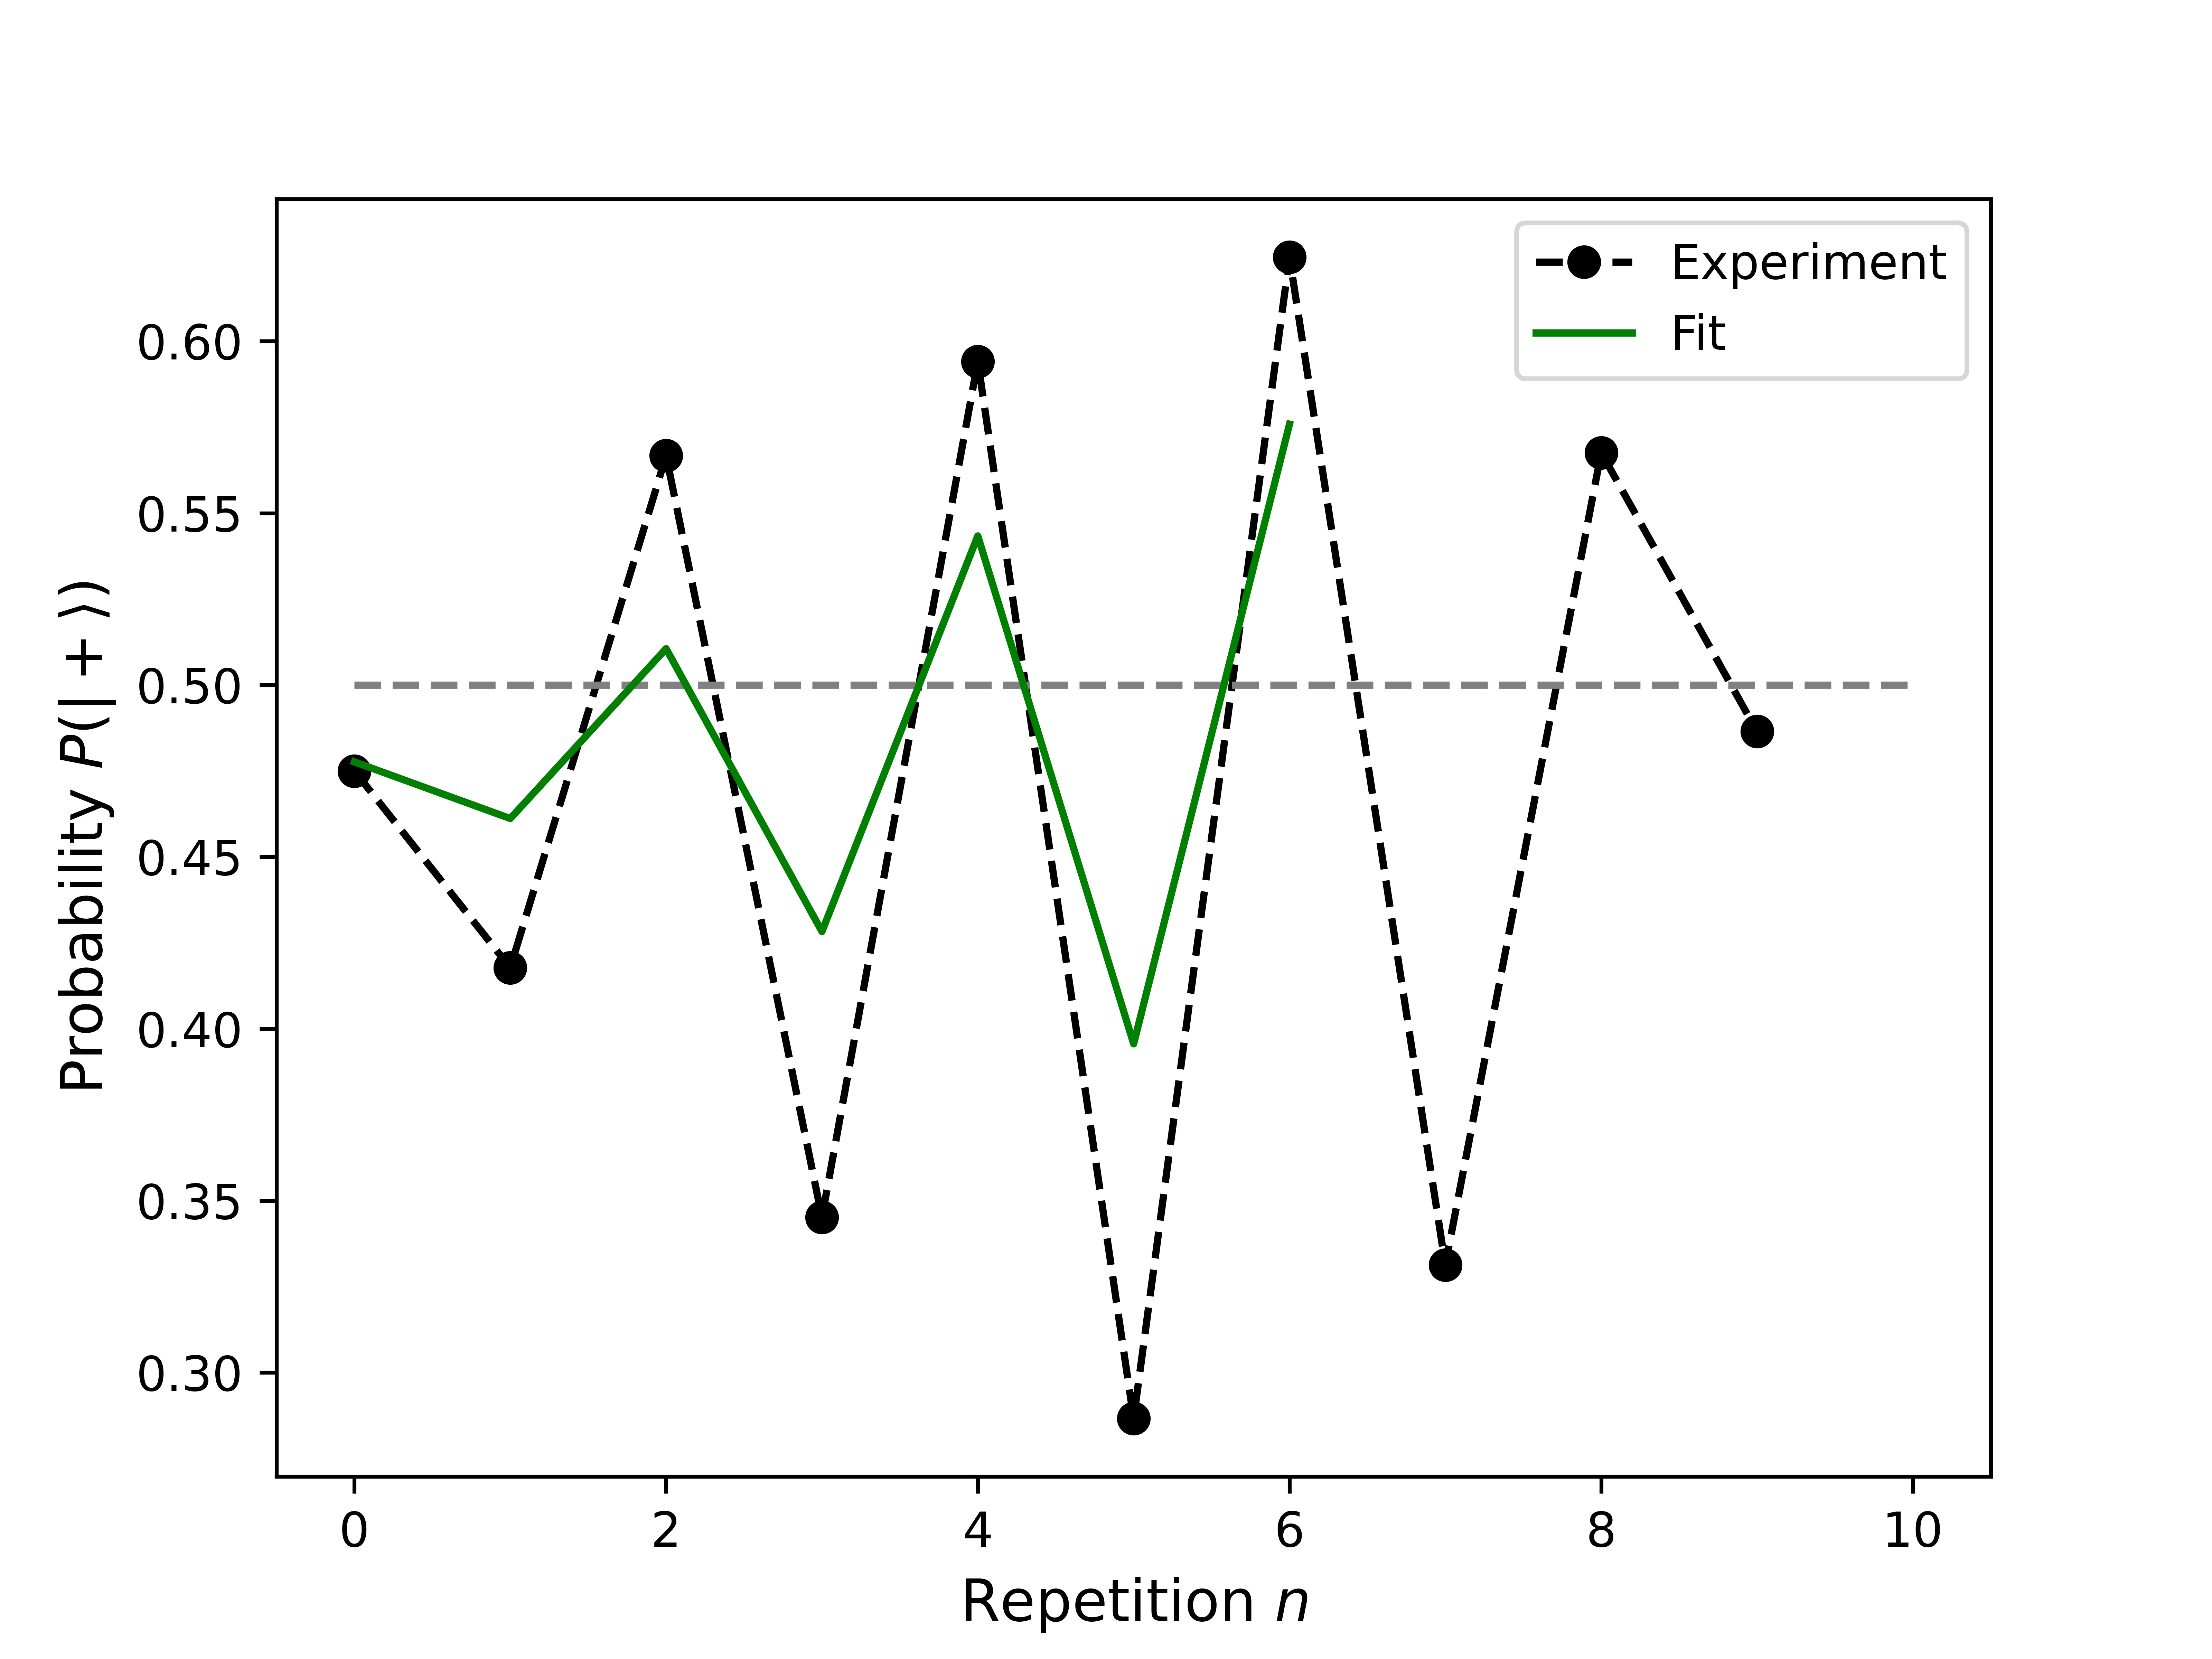 Experiment
Fit
0.60
0.55
0.50
0.45
0.40
0.35
0.30
Probability P(| + ⟩)
0 2 4 6 8 10
Repetition n